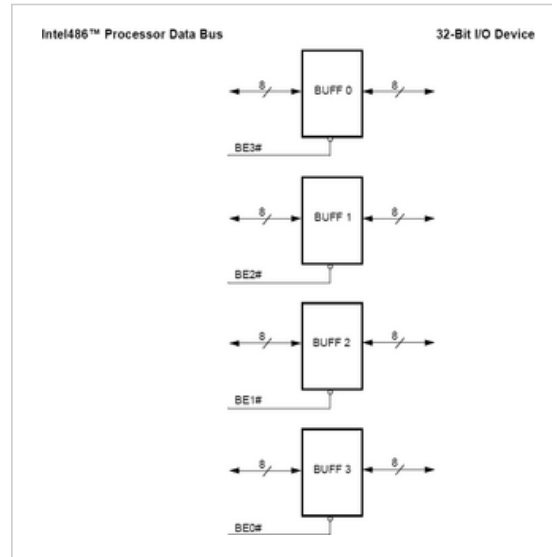 Intel486™ Processor Data Bus 32-Bit I/O Device
8 BUFF 0 8
BE3#
8 BUFF 1 8
BE2#
8 BUFF 2 8
BE1#
8 BUFF 3 8
BE0#